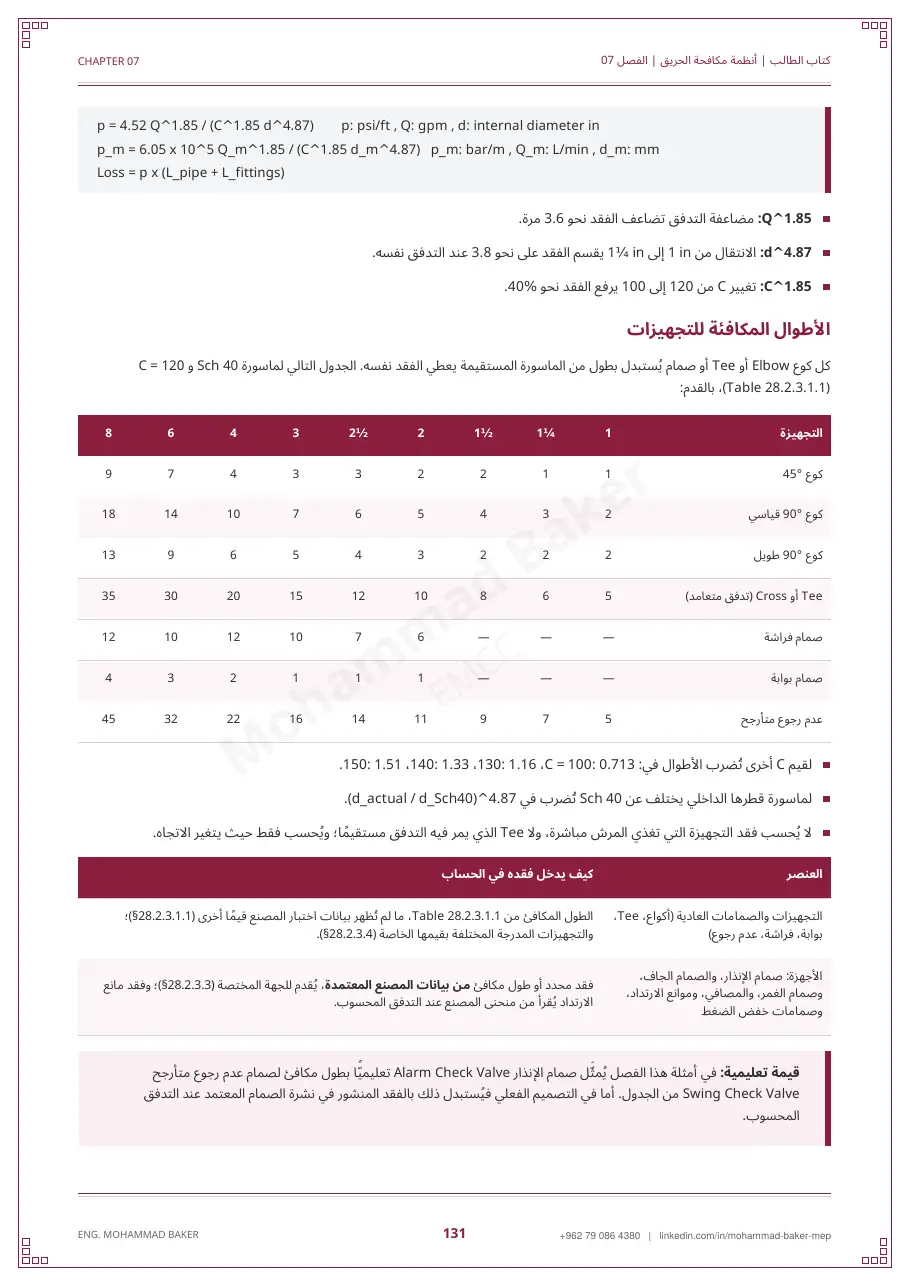 كتاب الطالب | أنظمة مكافحة الحريق | الفصل 07
CHAPTER 07
p = 4.52 Q^1.85 / (C^1.85 d^4.87) p: psi/ft , Q: gpm , d: internal diameter in
p_m = 6.05 x 10^5 Q_m^1.85 / (C^1.85 d_m^4.87) p_m: bar/m , Q_m: L/min , d_m: mm
Loss = p x (L_pipe + L_fittings)
Q^1.85: مضاعفة التدفق تضاعف الفقد نحو 3.6 مرة.
d^4.87: الانتقال من 1 in إلى 1¼ in يقسم الفقد على نحو 3.8 عند التدفق نفسه.
C^1.85: تغيير C من 120 إلى 100 يرفع الفقد نحو 40%.
الأطوال المكافئة للتجهيزات
كل كوع Elbow أو Tee أو صمام يُستبدل بطول من الماسورة المستقيمة يعطي الفقد نفسه. الجدول التالي لماسورة Sch 40 و C = 120
(Table 28.2.3.1.1)، بالقدم:
التجهيزة 1 1¼ 1½ 2 2½ 3 4 6 8
كوع 45° 1 1 2 2 3 3 4 7 9
كوع 90° قياسي 2 3 4 5 6 7 10 14 18
كوع 90° طويل 2 2 2 3 4 5 6 9 13
Tee أو Cross (تدفق متعامد) 5 6 8 10 12 15 20 30 35
صمام فراشة — — — 6 7 10 12 10 12
صمام بوابة — — — 1 1 1 2 3 4
عدم رجوع متأرجح 5 7 9 11 14 16 22 32 45
لقيم C أخرى تُضرب الأطوال في: C = 100: 0.713، 130: 1.16، 140: 1.33، 150: 1.51.
لماسورة قطرها الداخلي يختلف عن Sch 40 تُضرب في (d_actual / d_Sch40)^4.87.
لا يُحسب فقد التجهيزة التي تغذي المرش مباشرة، ولا Tee الذي يمر فيه التدفق مستقيمًا؛ ويُحسب فقط حيث يتغير الاتجاه.
العنصر كيف يدخل فقده في الحساب
التجهيزات والصمامات العادية (أكواع، Tee،
بوابة، فراشة، عدم رجوع)
الطول المكافئ من Table 28.2.3.1.1، ما لم تُظهر بيانات اختبار المصنع قيمًا أخرى (§28.2.3.1.1)؛
والتجهيزات المدرجة المختلفة بقيمها الخاصة (§28.2.3.4).
الأجهزة: صمام الإنذار، والصمام الجاف،
وصمام الغمر، والمصافي، وموانع الارتداد،
وصمامات خفض الضغط
فقد محدد أو طول مكافئ من بيانات المصنع المعتمدة، يُقدم للجهة المختصة (§28.2.3.3)؛ وفقد مانع
الارتداد يُقرأ من منحنى المصنع عند التدفق المحسوب.
قيمة تعليمية: في أمثلة هذا الفصل يُمثَّل صمام الإنذار Alarm Check Valve تعليميًّا بطول مكافئ لصمام عدم رجوع متأرجح
Swing Check Valve من الجدول. أما في التصميم الفعلي فيُستبدل ذلك بالفقد المنشور في نشرة الصمام المعتمد عند التدفق
المحسوب.
Mohammad Baker
EMCC
ENG. MOHAMMAD BAKER
131
+962 79 086 4380 | linkedin.com/in/mohammad-baker-mep